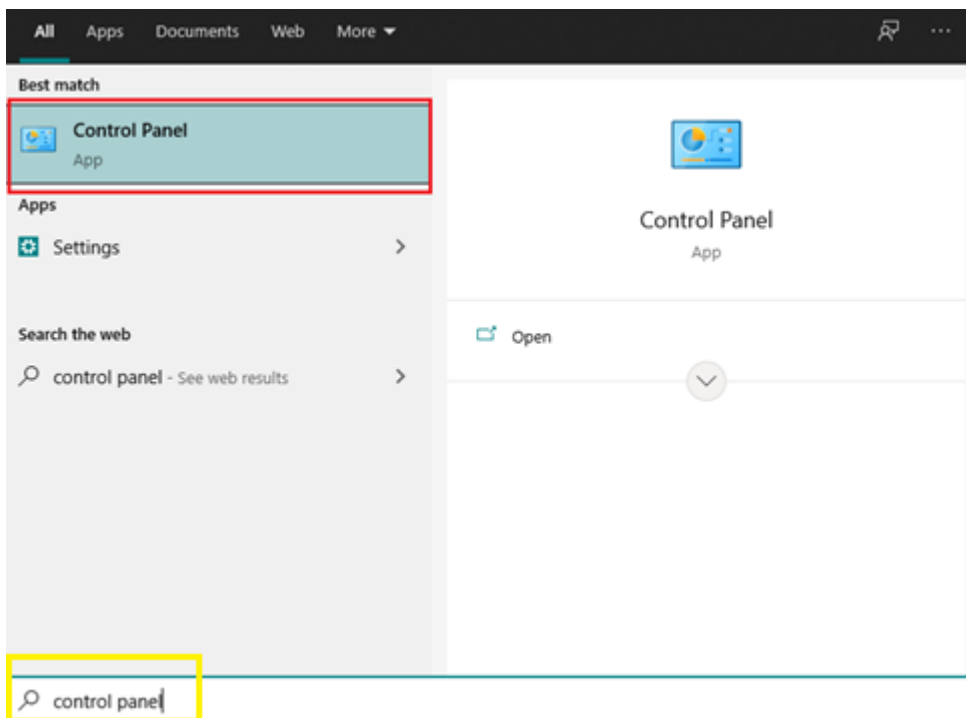 All Apps Documents Web More
Best match
Control Panel
App
Apps
Settings
Search the web
control panel - See web results
Control Panel
App
Open
control panel